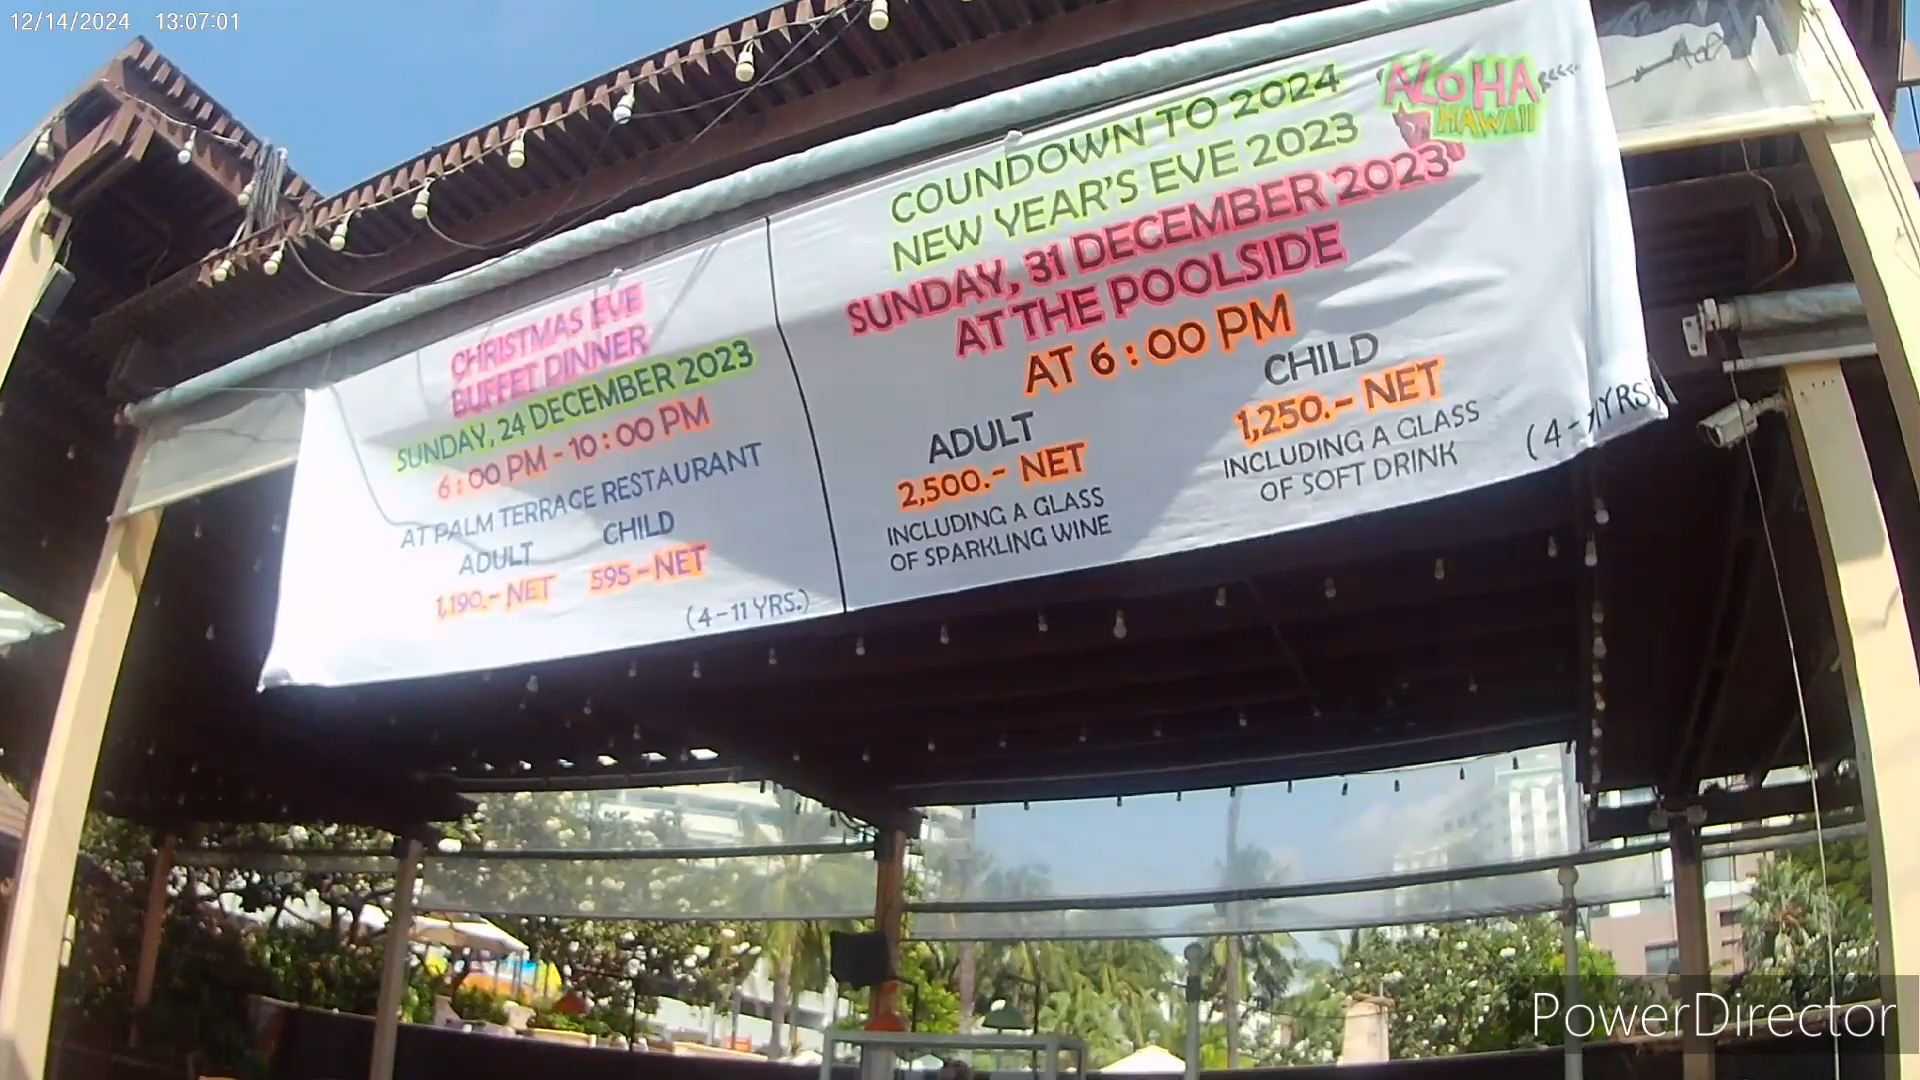 12/14/2024 13:07:01
CHRISTMAS EVE
BUFFET DINNER
SUNDAY, 24 DECEMBER 2023
6:00 PM - 10:00 PM
AT PALM TERRACE RESTAURANT
ADULT CHILD
1,190.- NET 595-NET
(4-11 YRS.)
COUNDOWN TO 2024
NEW YEAR'S EVE 2023
ALOHA
HAWAII
SUNDAY, 31 DECEMBER 2023
AT THE POOLSIDE
AT 6:00 PM
ADULT
2,500.- NET
INCLUDING A GLASS
OF SPARKLING WINE
CHILD
1,250.- NET
INCLUDING A GLASS
OF SOFT DRINK
PowerDirector